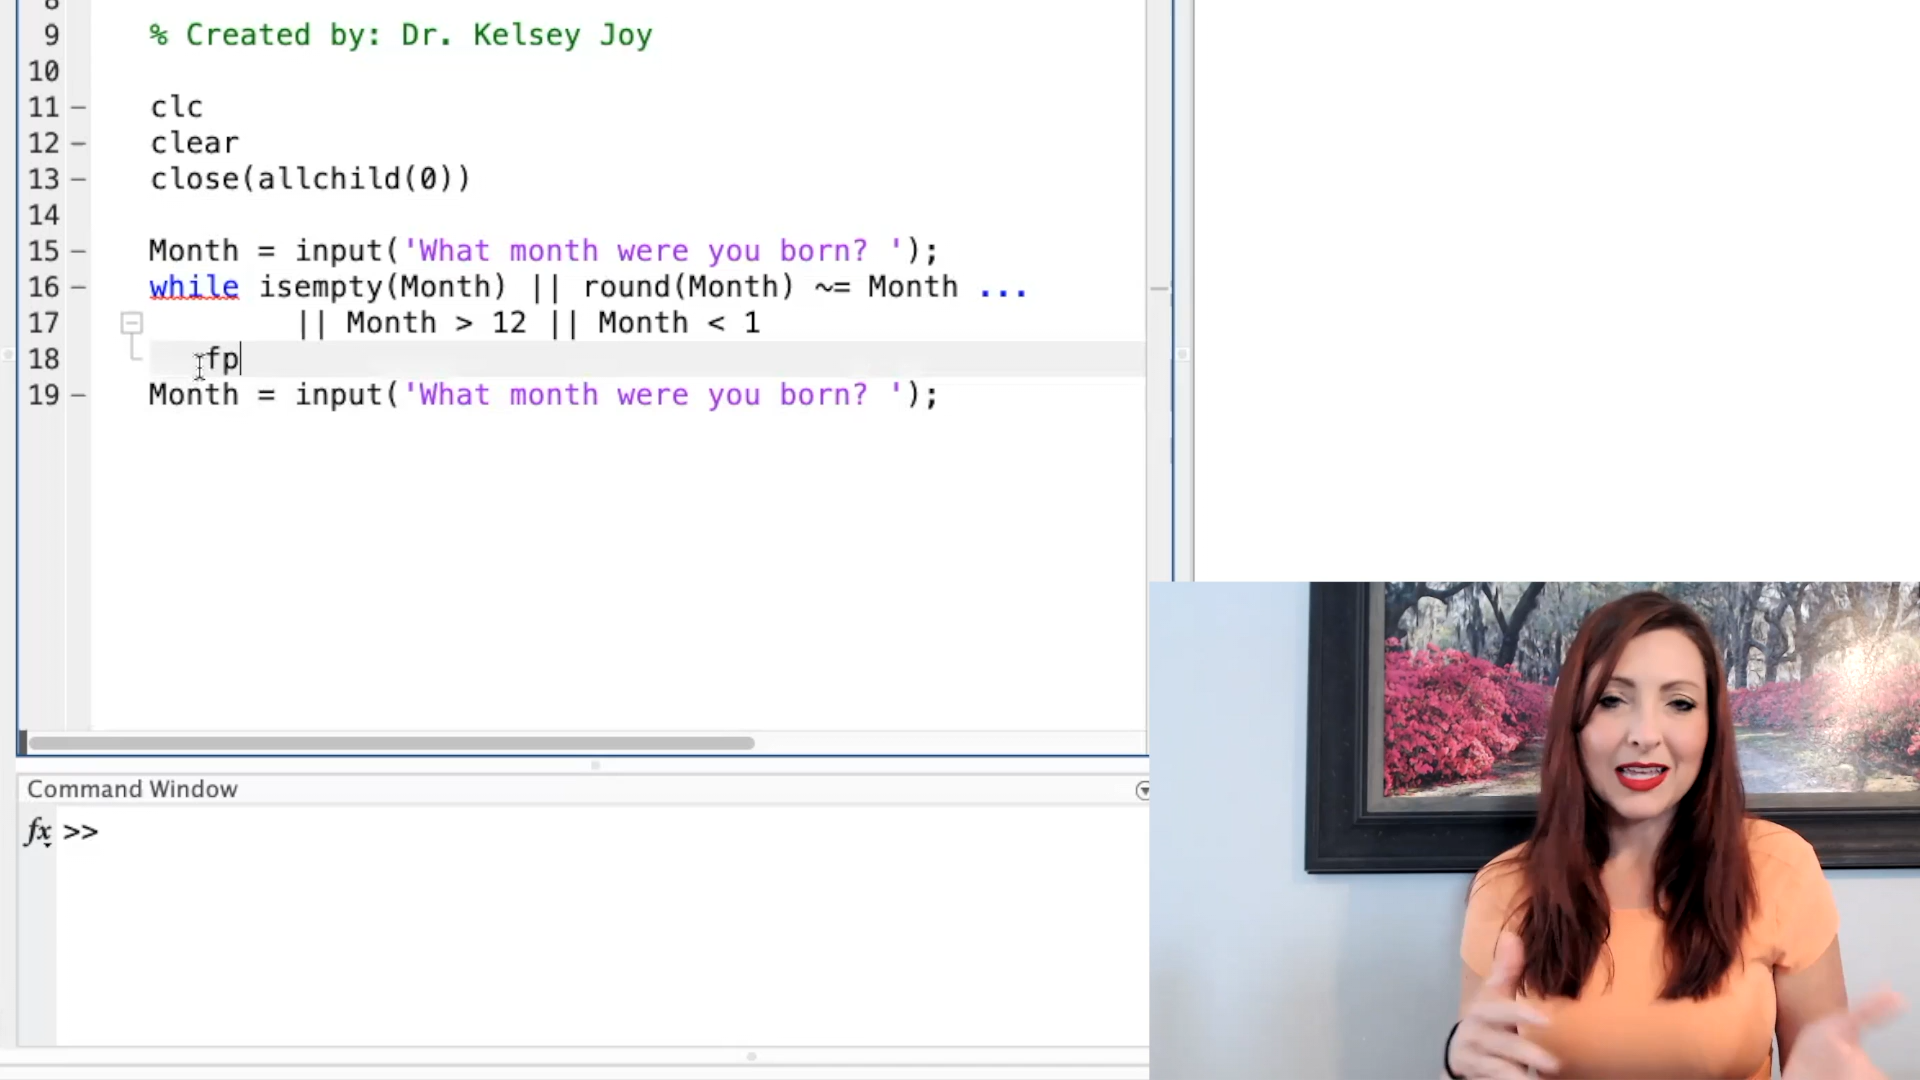 8
9 % Created by: Dr. Kelsey Joy
10
11 – clc
12 – clear
13 – close(allchild(0))
14
15 – Month = input('What month were you born? ');
16 – while isempty(Month) || round(Month) ~= Month ...
17 || Month > 12 || Month < 1
18 fp
19 – Month = input('What month were you born? ');
Command Window
fx >>